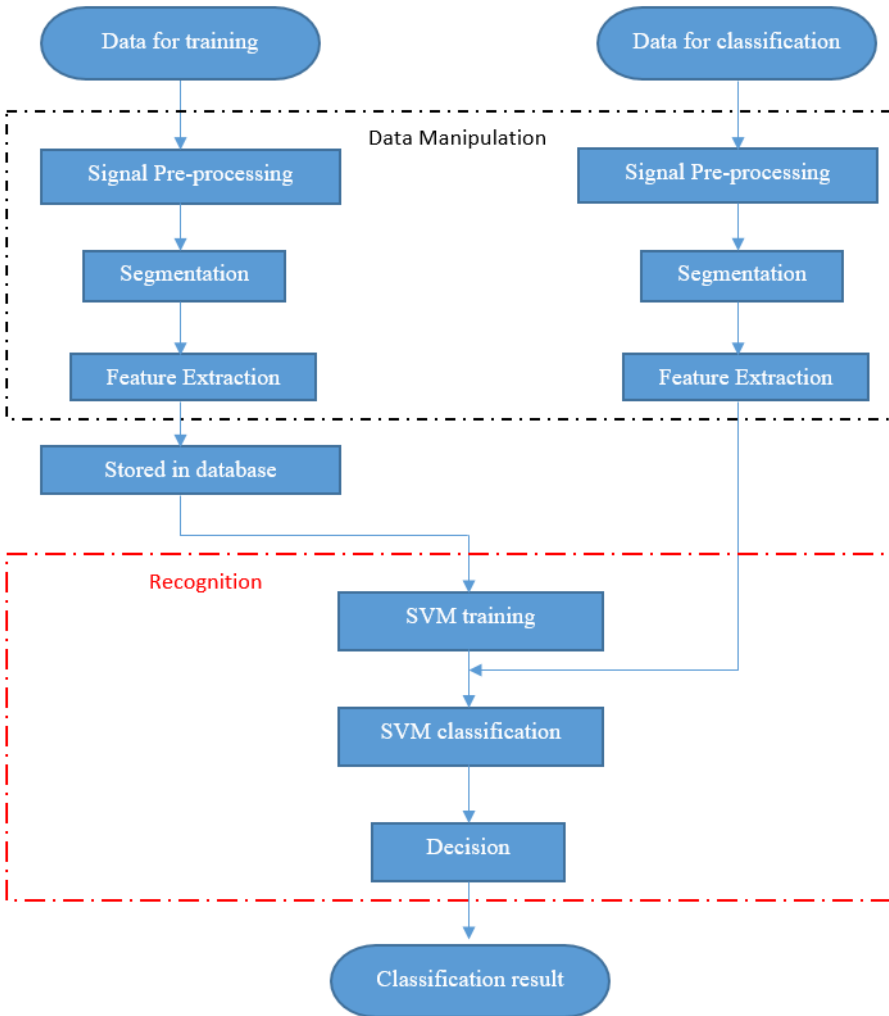 Data for training
Data for classification
Data Manipulation
Signal Pre-processing
Signal Pre-processing
Segmentation
Segmentation
Feature Extraction
Feature Extraction
Stored in database
Recognition
SVM training
SVM classification
Decision
Classification result